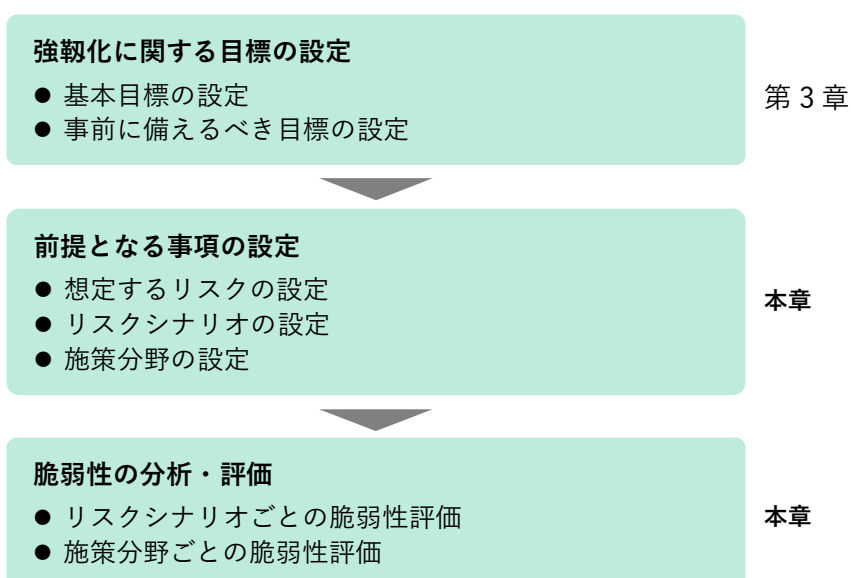 強靱化に関する目標の設定
● 基本目標の設定
● 事前に備えるべき目標の設定
第 3 章
前提となる事項の設定
● 想定するリスクの設定
● リスクシナリオの設定
● 施策分野の設定
本章
脆弱性の分析・評価
● リスクシナリオごとの脆弱性評価
● 施策分野ごとの脆弱性評価
本章